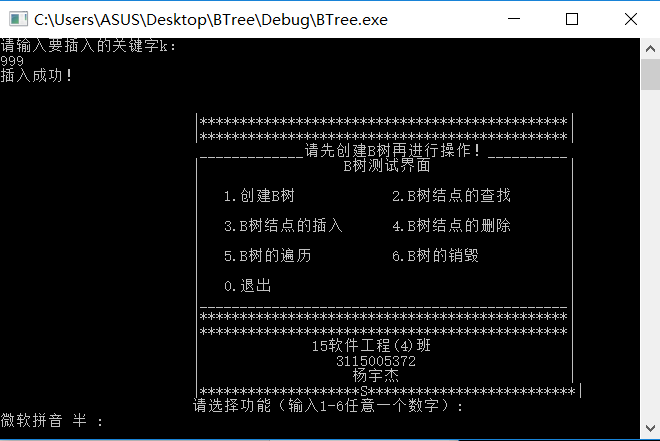 C:\Users\ASUS\Desktop\BTree\Debug\BTree.exe
请输入要插入的关键字k:
999
插入成功!
|**********************************************|
|**********************************************|
_____________请先创建B树再进行操作!__________
B树测试界面
1.创建B树 2.B树结点的查找
3.B树结点的插入 4.B树结点的删除
5.B树的遍历 6.B树的销毁
0.退出
______________________________________________
|**********************************************|
|**********************************************|
15软件工程(4)班
3115005372
杨宇杰
|********************S**************************|
请选择功能(输入1-6任意一个数字):
微软拼音 半 :